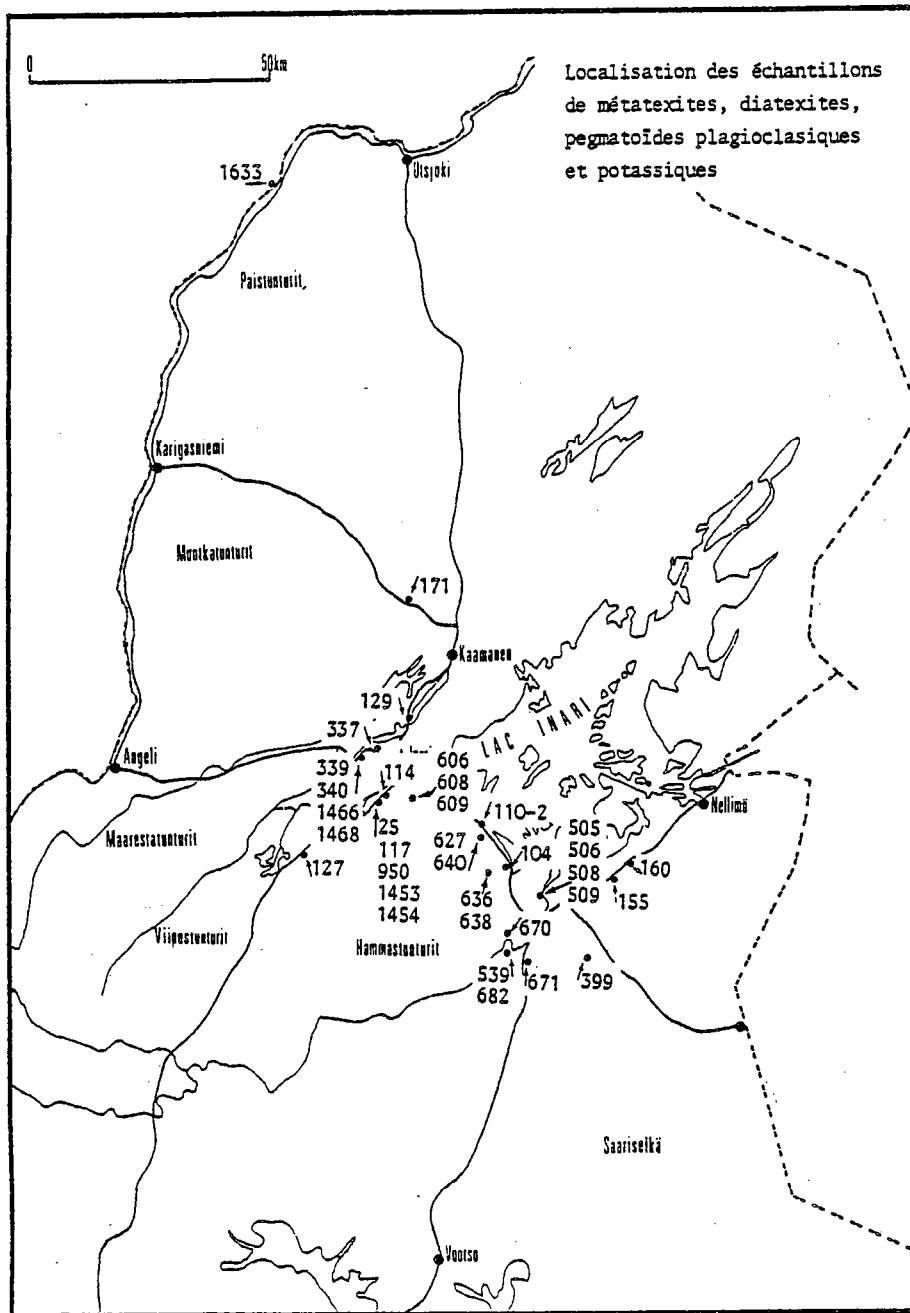 0
50km
Localisation des échantillons
de métatexites, diatexites,
pegmatoïdes plagioclasiques
et potassiques
1633
Utsjoki
Paistunturit
Karigasniemi
Muotkatunturit
171
Kaamanen
129
LAC INARI
337
Angeli
339
340
1466
1468
114
606
608
609
110-2
Nellimö
Maarestatunturit
25
117
950
1453
1454
627
640
104
505
506
508
509
160
155
127
636
638
Viipustunturit
Hammastunturit
670
539
682
671
399
Saariselkä
Vuotso